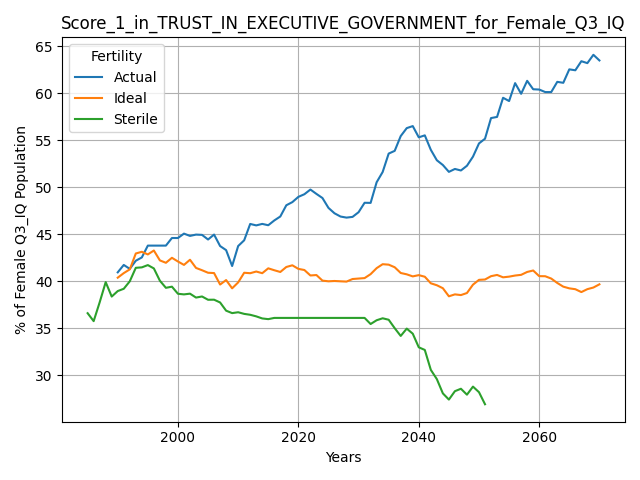 Score_1_in_TRUST_IN_EXECUTIVE_GOVERNMENT_for_Female_Q3_IQ
Fertility
Actual
Ideal
Sterile
% of Female Q3_IQ Population
65
60
55
50
45
40
35
30
2000
2020
2040
2060
Years